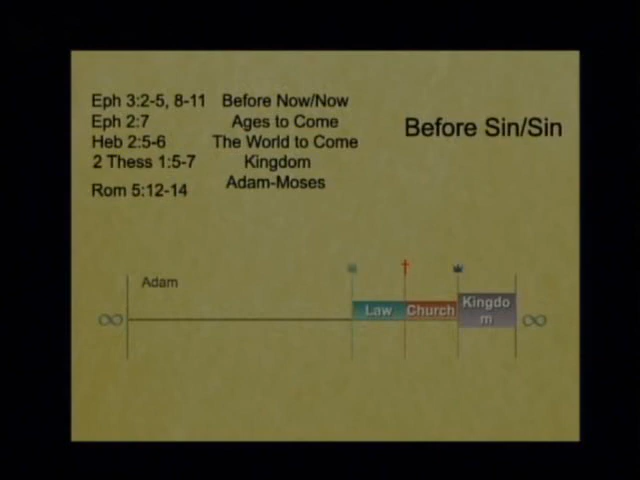 Eph 3:2-5, 8-11 Before Now/Now
Eph 2:7 Ages to Come
Heb 2:5-6 The World to Come
2 Thess 1:5-7 Kingdom
Rom 5:12-14 Adam-Moses
Before Sin/Sin
Adam
Law
Church
Kingdo
m
∞
∞